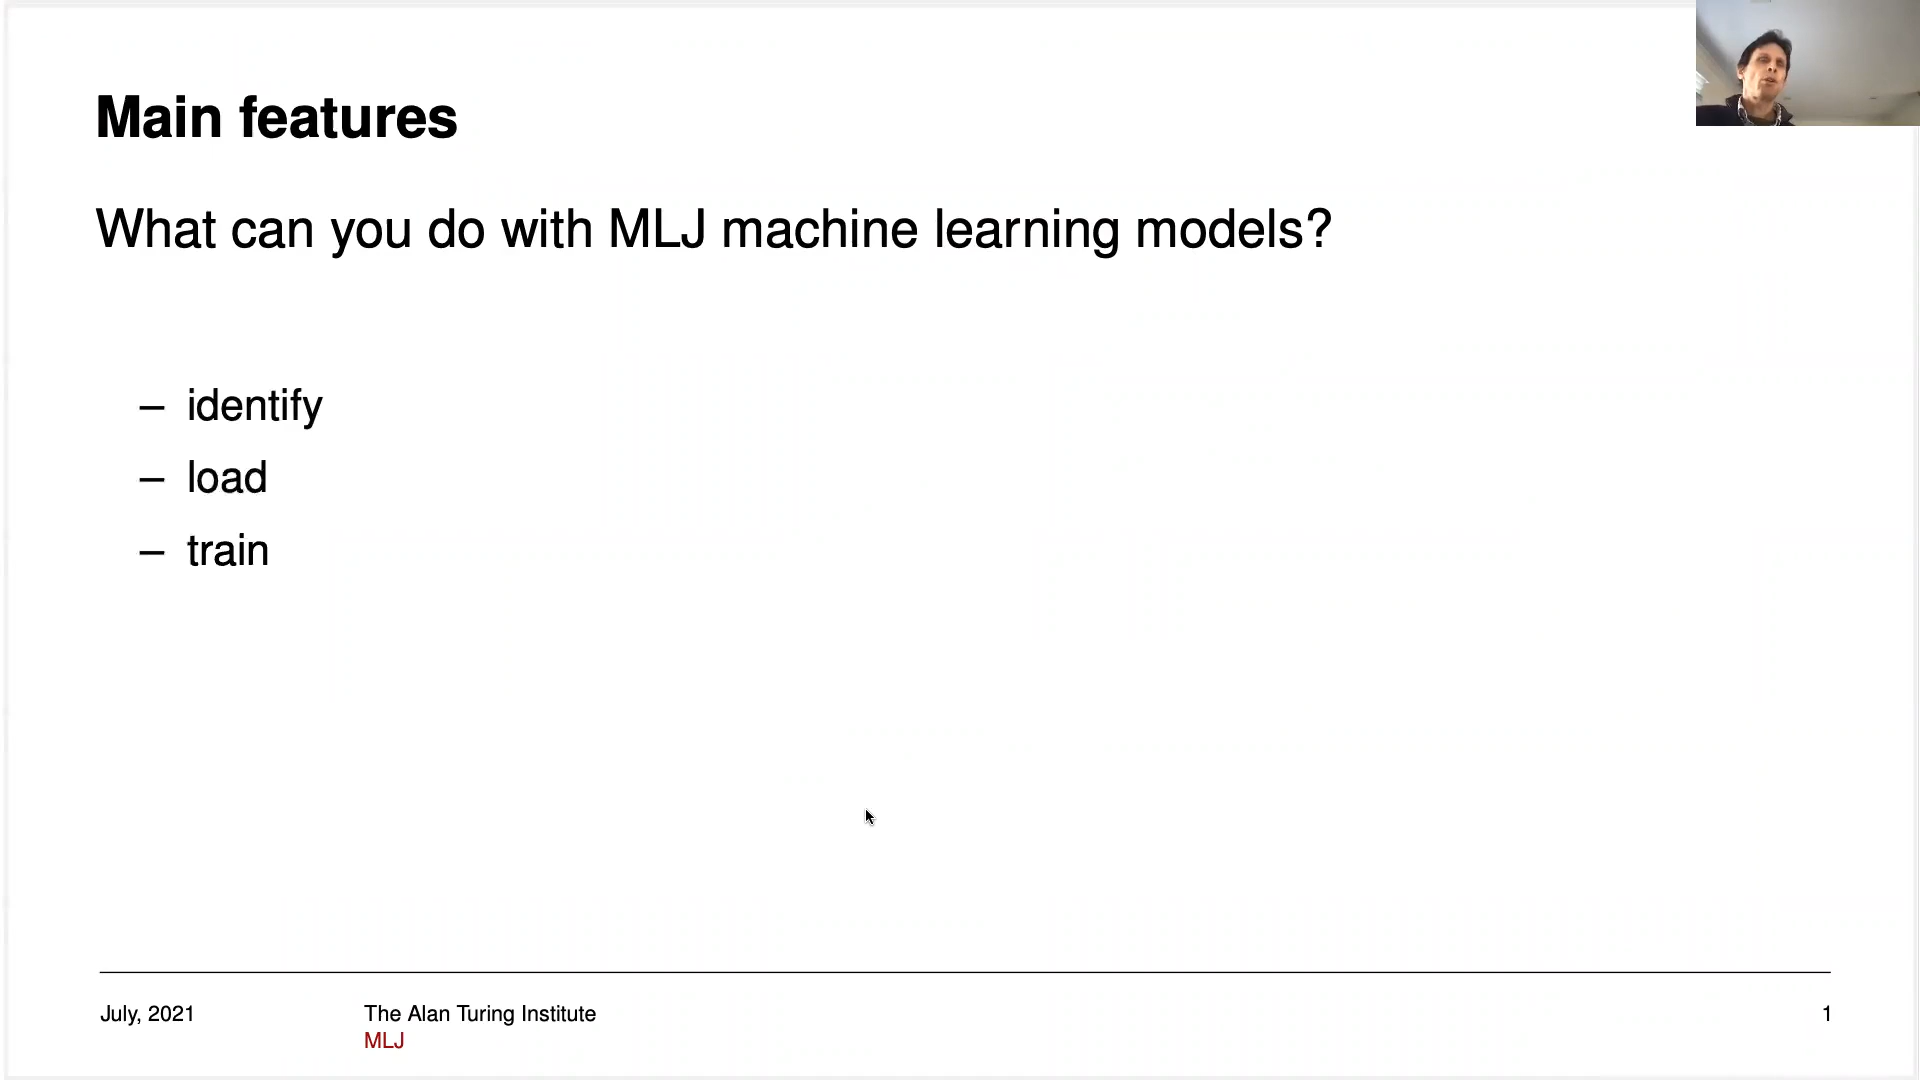 Main features
What can you do with MLJ machine learning models?
– identify
– load
– train
July, 2021
The Alan Turing Institute
1
MLJ